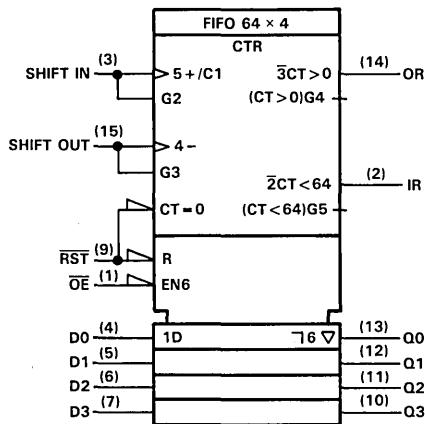 FIFO 64 × 4
CTR
(3)
SHIFT IN
5+/C1
G2
3̅CT>0
(14)
OR
(CT>0)G4
(15)
SHIFT OUT
4−
G3
2̅CT<64
(2)
IR
CT=0
(CT<64)G5
R̅S̅T̅
(9)
R
O̅E̅
(1)
EN6
D0
(4)
1D
⌝6 ▽
(13)
Q0
D1
(5)
(12)
Q1
D2
(6)
(11)
Q2
D3
(7)
(10)
Q3